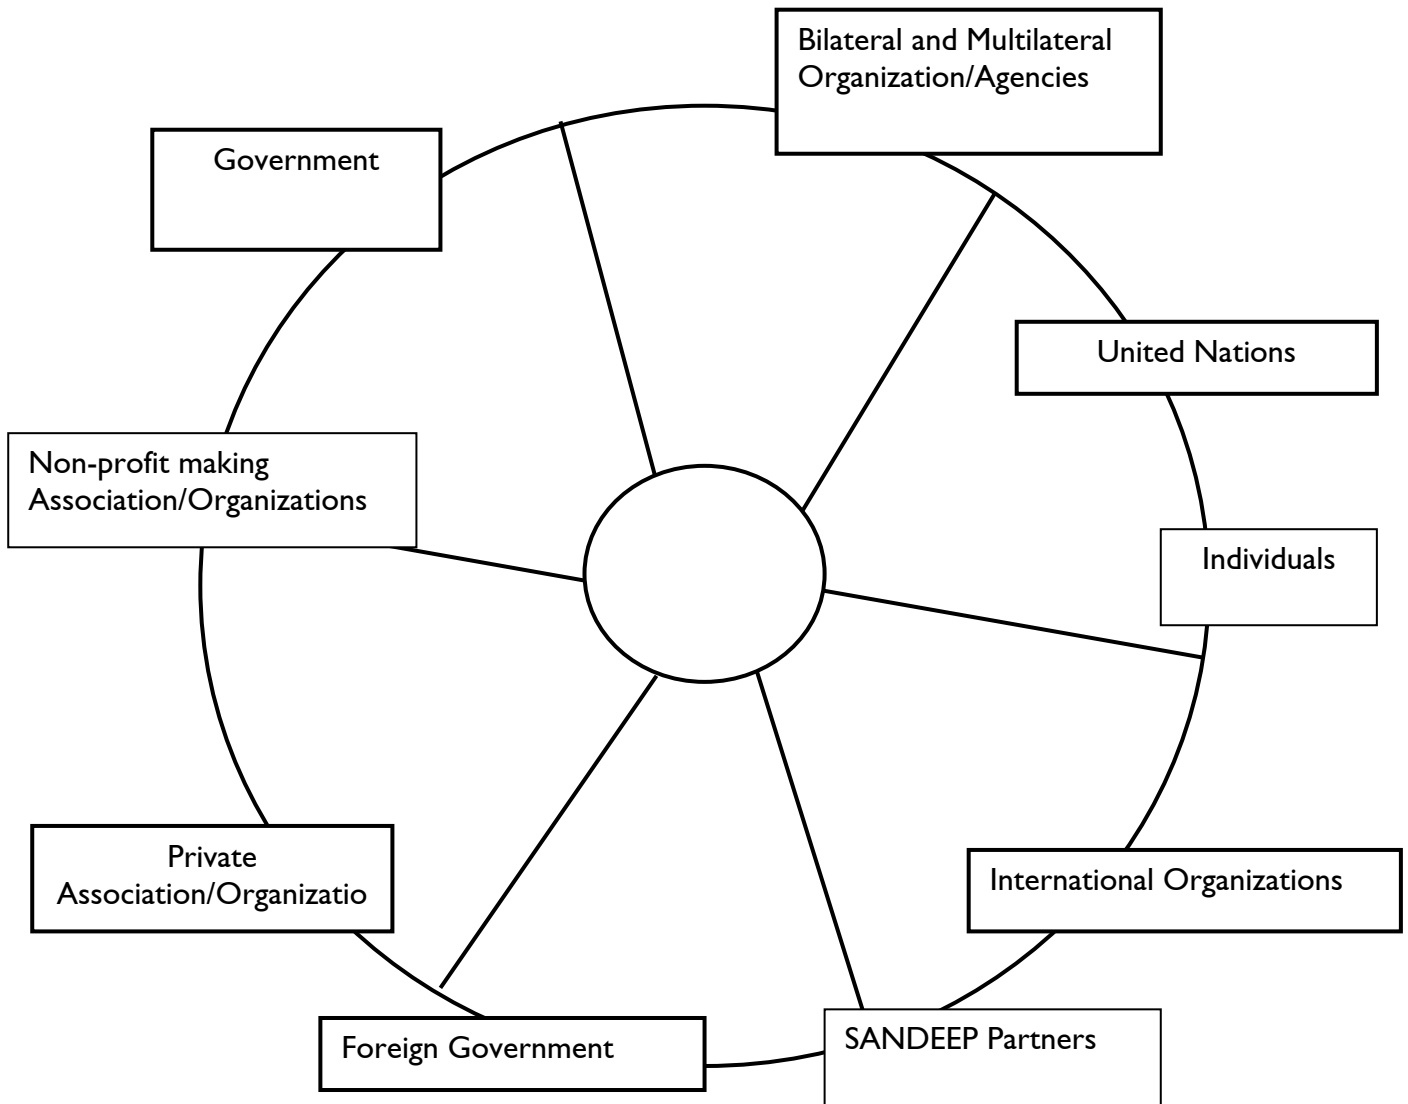 Bilateral and Multilateral
Organization/Agencies
Government
United Nations
Non-profit making
Association/Organizations
Individuals
Private
Association/Organizatio
International Organizations
Foreign Government
SANDEEP Partners